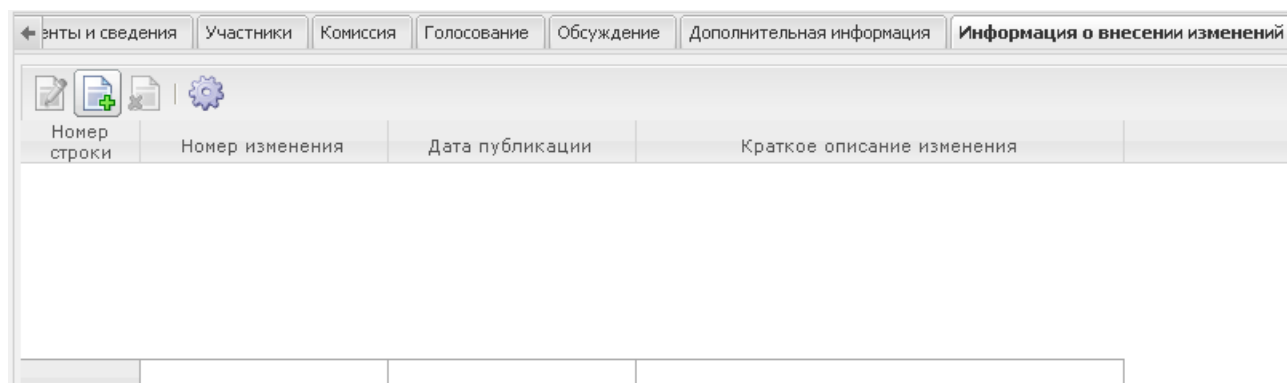 енты и сведения Участники Комиссия Голосование Обсуждение Дополнительная информация Информация о внесении изменений
Номер строки Номер изменения Дата публикации Краткое описание изменения